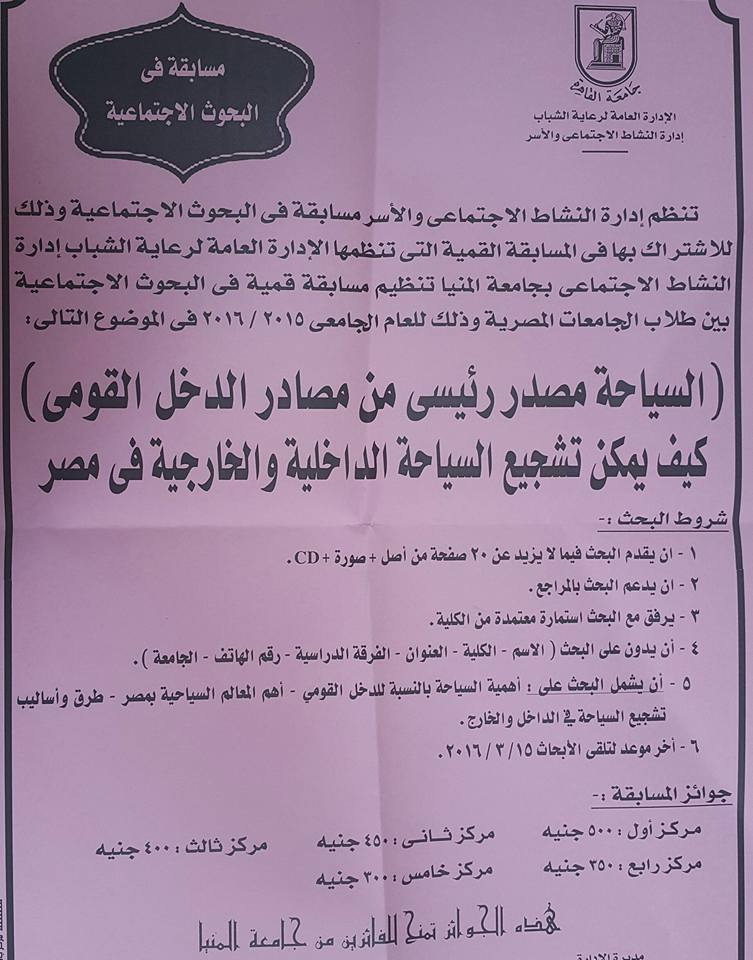 جامعة القاهرة
الإدارة العامة لرعاية الشباب
إدارة النشاط الاجتماعى والأسر
مسابقة فى
البحوث الاجتماعية
تنظم إدارة النشاط الاجتماعى والأسر مسابقة فى البحوث الاجتماعية وذلك
للاشتراك بها فى المسابقة القمية التى تنظمها الإدارة العامة لرعاية الشباب إدارة
النشاط الاجتماعى بجامعة المنيا تنظيم مسابقة قمية فى البحوث الاجتماعية
بين طلاب الجامعات المصرية وذلك للعام الجامعى ٢٠١٥ / ٢٠١٦ فى الموضوع التالى :
( السياحة مصدر رئيسى من مصادر الدخل القومى )
كيف يمكن تشجيع السياحة الداخلية والخارجية فى مصر
شروط البحث :-
١ - ان يقدم البحث فيما لا يزيد عن ٢٠ صفحة من أصل + صورة + CD .
٢ - ان يدعم البحث بالمراجع .
٣ - يرفق مع البحث استمارة معتمدة من الكلية .
٤ - أن يدون على البحث ( الاسم - الكلية - العنوان - الفرقة الدراسية - رقم الهاتف - الجامعة ) .
٥ - أن يشمل البحث على : أهمية السياحة بالنسبة للدخل القومي - أهم المعالم السياحية بمصر - طرق وأساليب
تشجيع السياحة في الداخل والخارج .
٦ - أخر موعد لتلقى الأبحاث ١٥ / ٣ / ٢٠١٦ .
جوائز المسابقة :-
مركز أول : ٥٠٠ جنيه مركز ثانى : ٤٥٠ جنيه مركز ثالث : ٤٠٠ جنيه
مركز رابع : ٣٥٠ جنيه مركز خامس : ٣٠٠ جنيه
هذه الجوائز تمنح للفائزين من جامعة المنيا
مديرة الإدارة